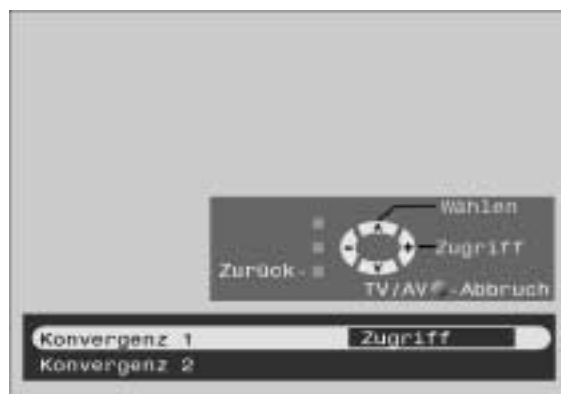 Wählen
Zugriff
Zurück-
TV/AV -Abbruch
Konvergenz 1 Zugriff
Konvergenz 2